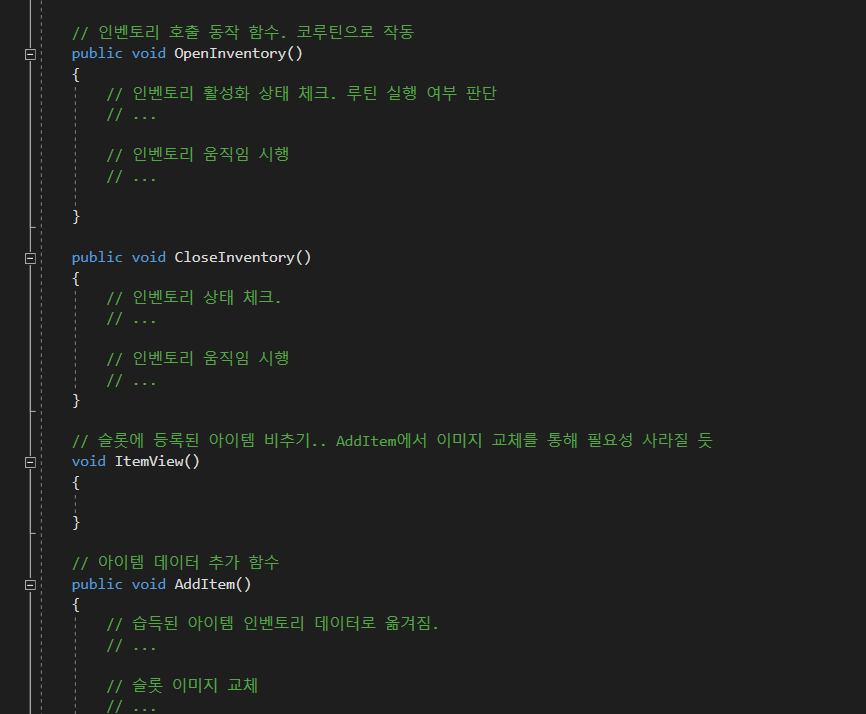 // 인벤토리 호출 동작 함수. 코루틴으로 작동
public void OpenInventory()
{
// 인벤토리 활성화 상태 체크. 루틴 실행 여부 판단
// ...
// 인벤토리 움직임 시행
// ...
}
public void CloseInventory()
{
// 인벤토리 상태 체크.
// ...
// 인벤토리 움직임 시행
// ...
}
// 슬롯에 등록된 아이템 비추기.. AddItem에서 이미지 교체를 통해 필요성 사라질 듯
void ItemView()
{
}
// 아이템 데이터 추가 함수
public void AddItem()
{
// 습득된 아이템 인벤토리 데이터로 옮겨짐.
// ...
// 슬롯 이미지 교체
// ...